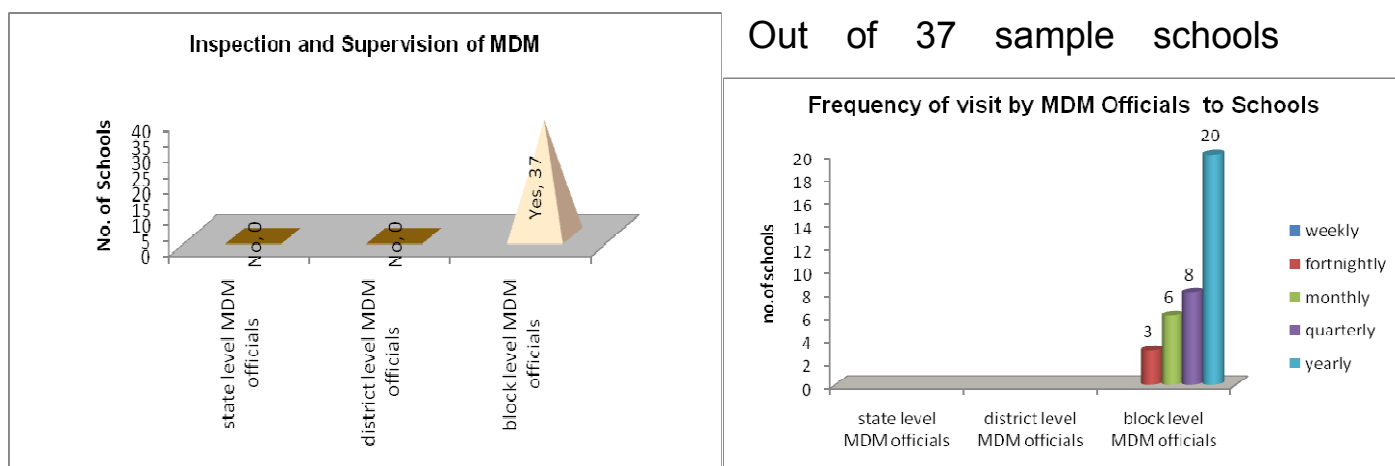 Inspection and Supervision of MDM
No. of Schools
40
35
30
25
20
15
10
5
0
No, 0
No, 0
Yes, 37
state level MDM
officials
district level MDM
officials
block level MDM
officials
Out of 37 sample schools
Frequency of visit by MDM Officials to Schools
no.of schools
20
18
16
14
12
10
8
6
4
2
0
3
6
8
20
state level
MDM officials
district level
MDM officials
block level
MDM officials
weekly
fortnightly
monthly
quarterly
yearly